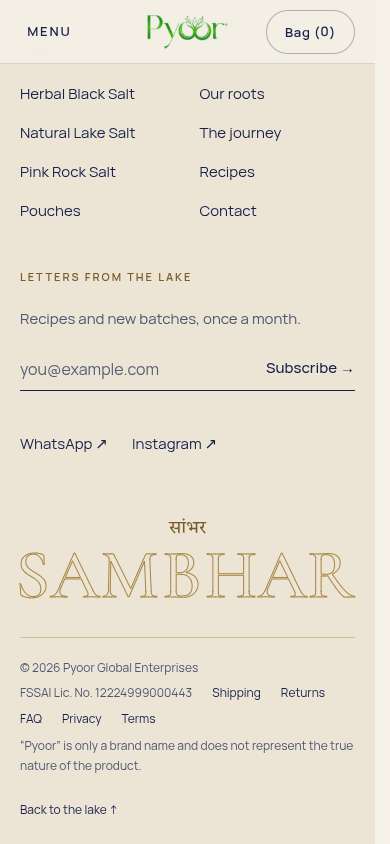 MENU
Pyoor
Bag (0)
Herbal Black Salt
Our roots
Natural Lake Salt
The journey
Pink Rock Salt
Recipes
Pouches
Contact
LETTERS FROM THE LAKE
Recipes and new batches, once a month.
you@example.com
Subscribe →
WhatsApp ↗
Instagram ↗
सांभर
SAMBHAR
© 2026 Pyoor Global Enterprises
FSSAI Lic. No. 12224999000443 Shipping Returns
FAQ Privacy Terms
“Pyoor” is only a brand name and does not represent the true
nature of the product.
Back to the lake ↑